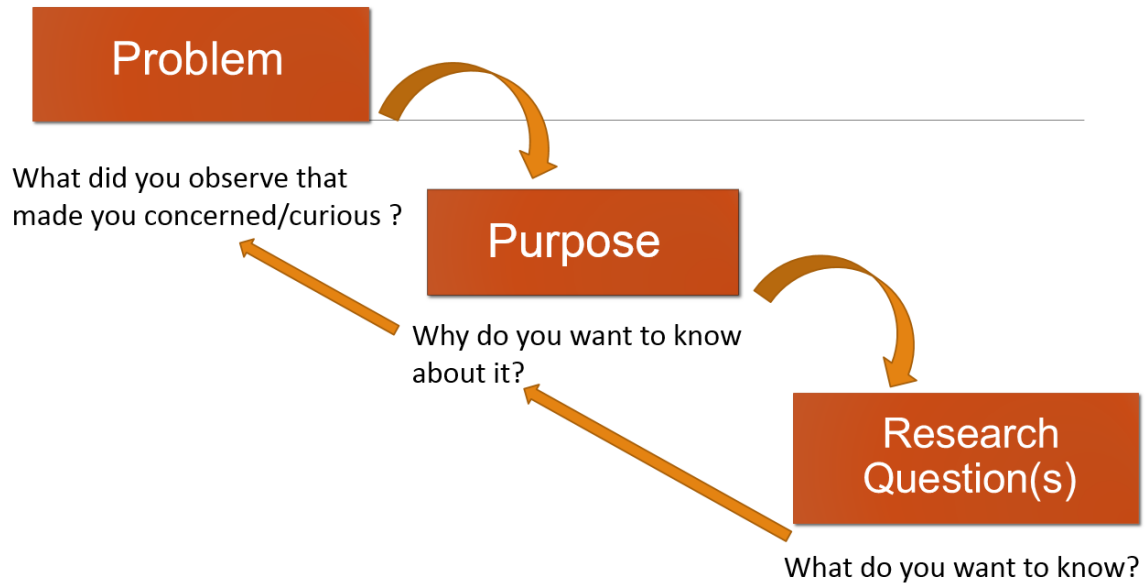 Problem
What did you observe that
made you concerned/curious ?
Purpose
Why do you want to know
about it?
Research
Question(s)
What do you want to know?